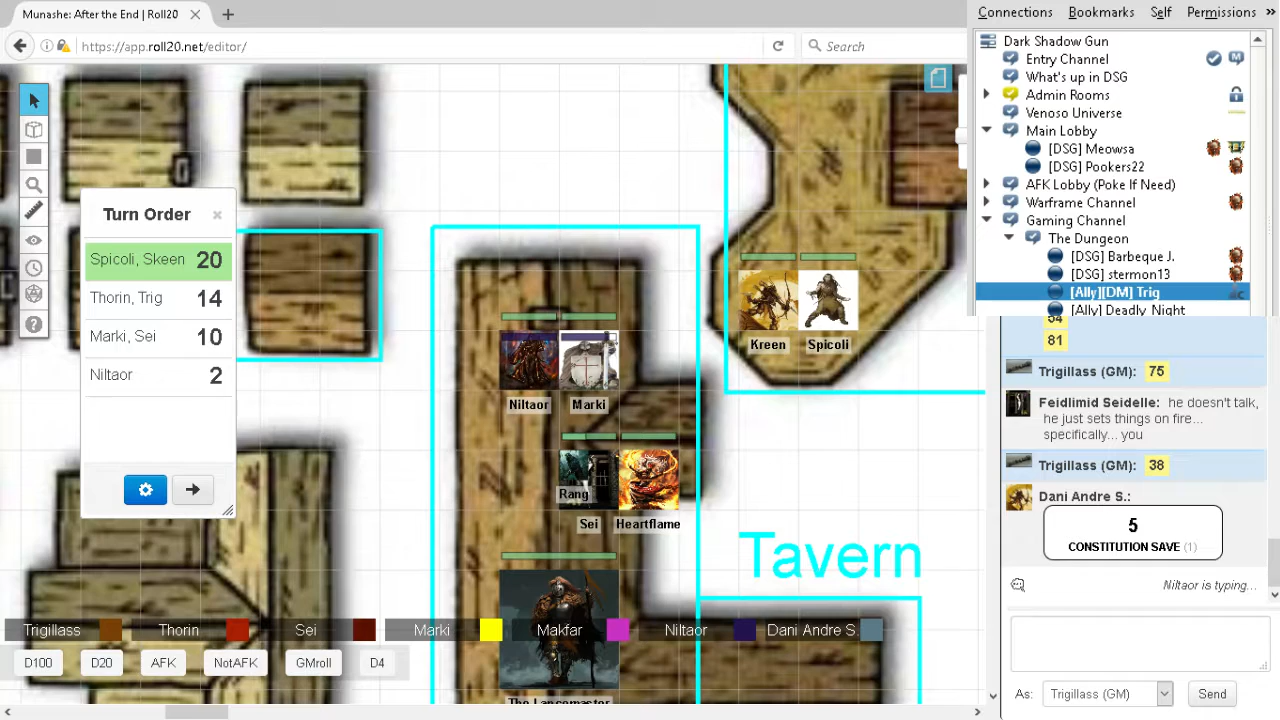 Munashe: After the End | Roll20
https://app.roll20.net/editor/
Search
Connections Bookmarks Self Permissions »
Dark Shadow Gun
Entry Channel
What's up in DSG
Admin Rooms
Venoso Universe
Main Lobby
[DSG] Meowsa
[DSG] Pookers22
AFK Lobby (Poke If Need)
Warframe Channel
Gaming Channel
The Dungeon
[DSG] Barbeque J.
[DSG] stermon13
[Ally][DM] Trig
[Ally] Deadly Night
Turn Order
Spicoli, Skeen 20
Thorin, Trig 14
Marki, Sei 10
Niltaor 2
Kreen Spicoli
Niltaor Marki
Rang
Sei Heartflame
Tavern
The Lancemaster
54
81
Trigillass (GM): 75
Feidlimid Seidelle: he doesn't talk,
he just sets things on fire...
specifically... you
Trigillass (GM): 38
Dani Andre S.:
5
CONSTITUTION SAVE (1)
Niltaor is typing...
Trigillass Thorin Sei Marki Makfar Niltaor Dani Andre S.
D100 D20 AFK NotAFK GMroll D4
As: Trigillass (GM) Send